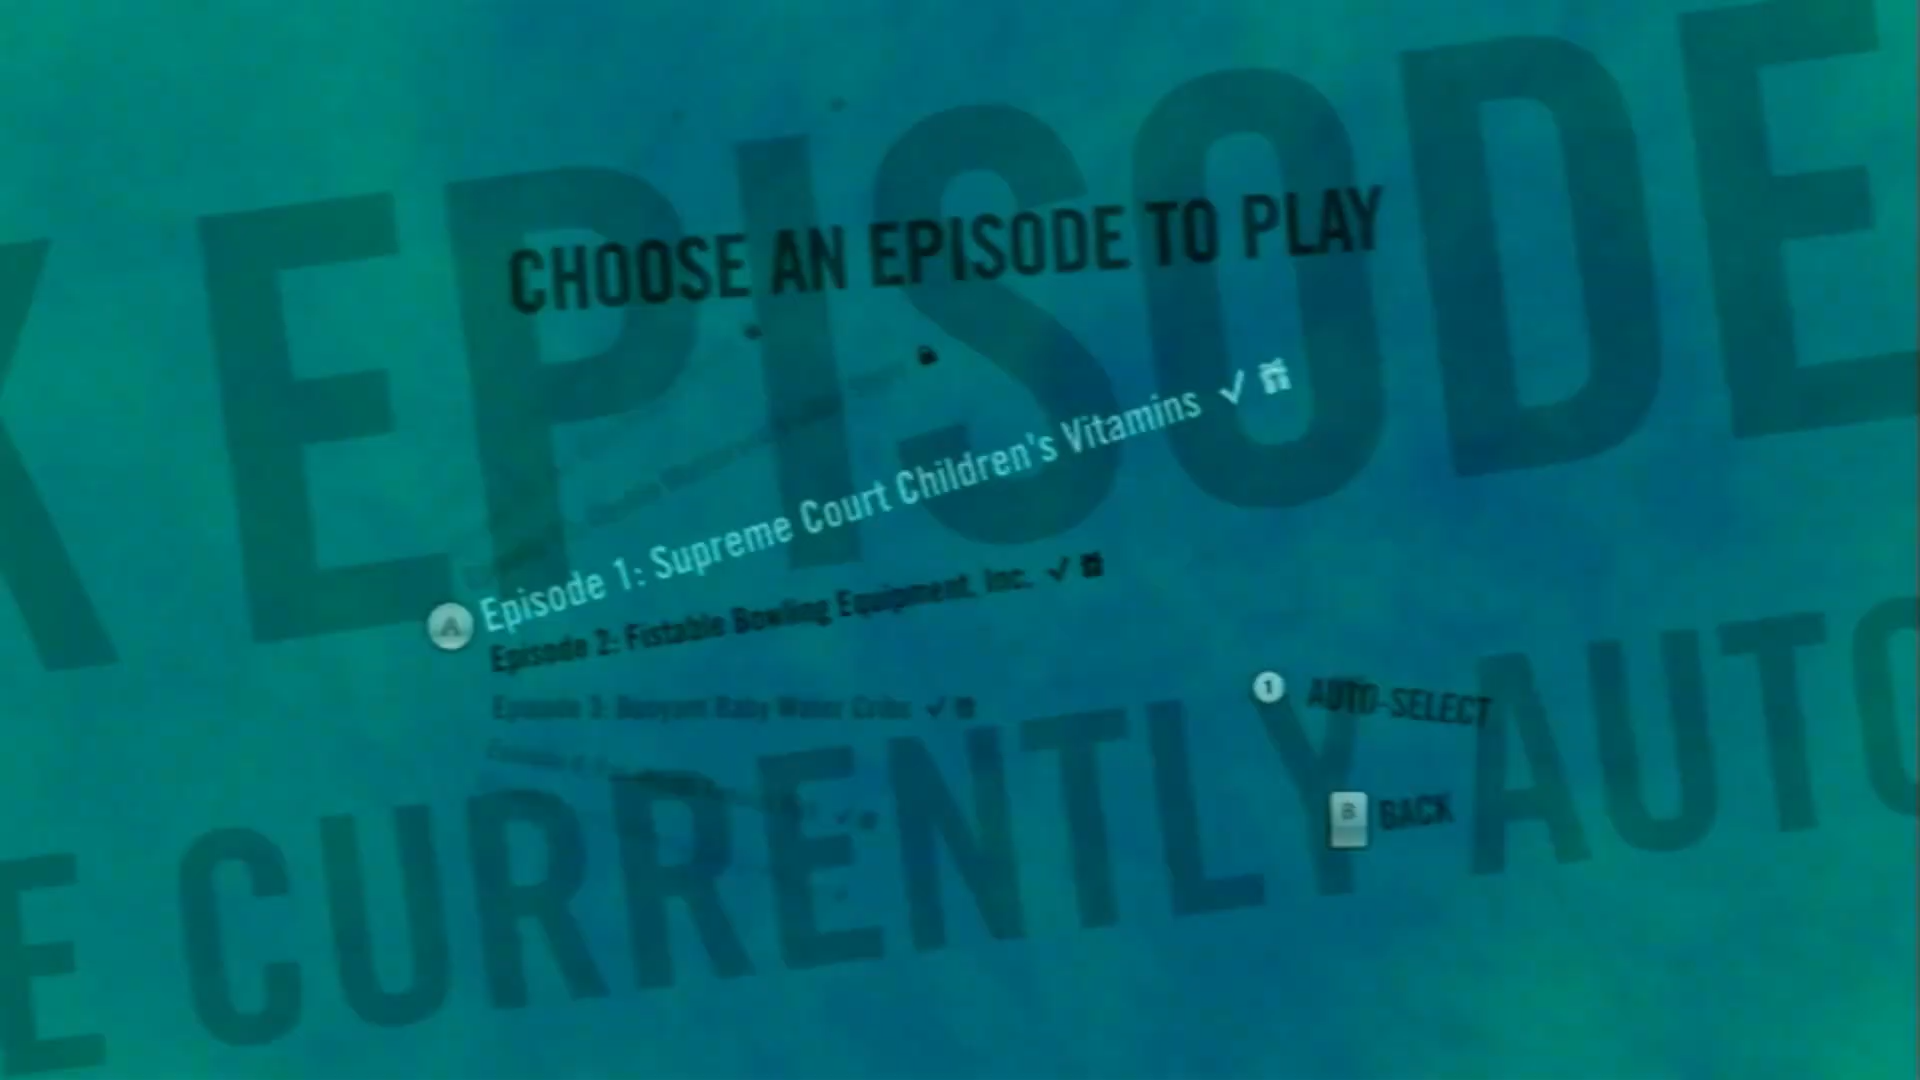 K EPISODE
CHOOSE AN EPISODE TO PLAY
A Episode 1: Supreme Court Children's Vitamins
Episode 2: Fistable Bowling Equipment, Inc.
Episode 3: Buoyant Baby Water Cribs
1 AUTO-SELECT
B BACK
E CURRENTLY AUTO